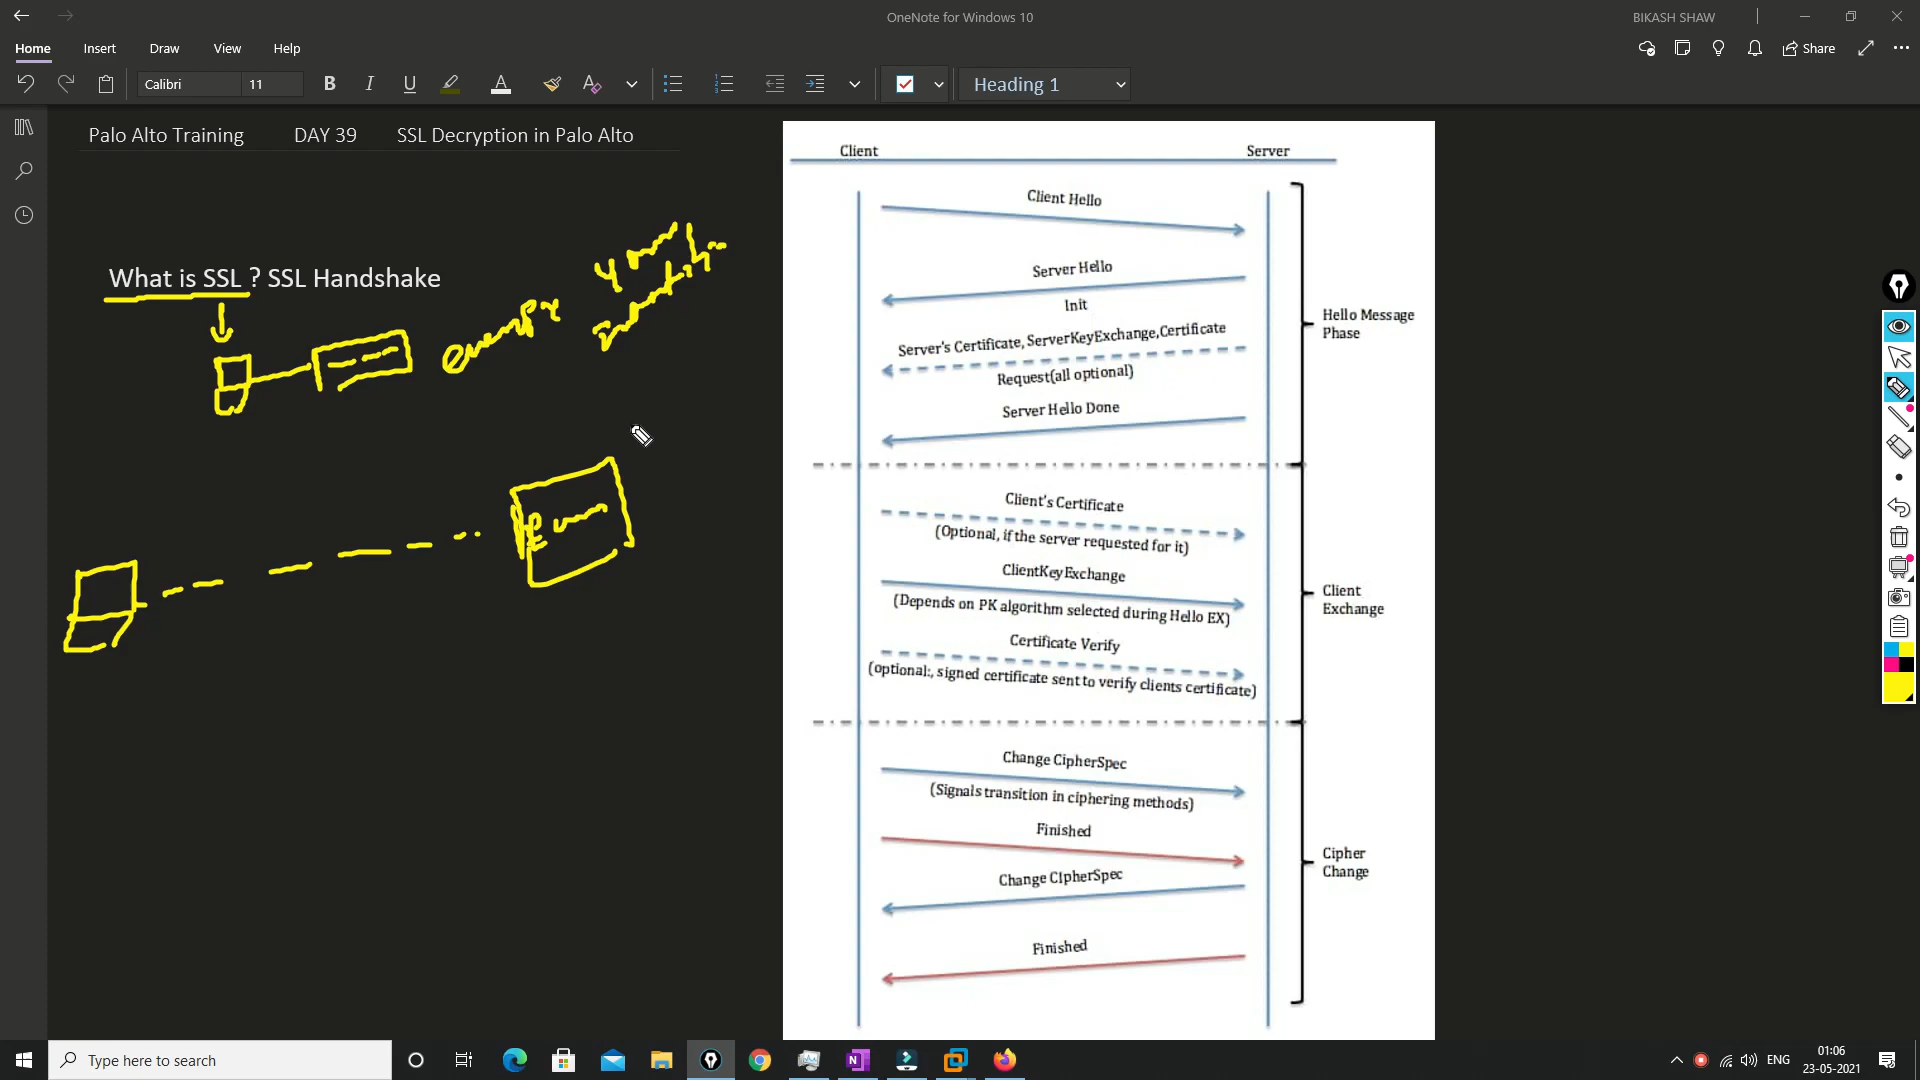 OneNote for Windows 10
BIKASH SHAW
Home Insert Draw View Help
Share
Calibri 11 B I U A A Heading 1
Palo Alto Training DAY 39 SSL Decryption in Palo Alto
What is SSL ? SSL Handshake
Client Server
Client Hello
Server Hello
Init
Server's Certificate, ServerKeyExchange,Certificate
Request(all optional)
Server Hello Done
Hello Message
Phase
Client's Certificate
(Optional, if the server requested for it)
ClientKeyExchange
(Depends on PK algorithm selected during Hello EX)
Certificate Verify
(optional:, signed certificate sent to verify clients certificate)
Client
Exchange
Change CipherSpec
(Signals transition in ciphering methods)
Finished
Change CipherSpec
Finished
Cipher
Change
Type here to search
ENG
01:06
23-05-2021